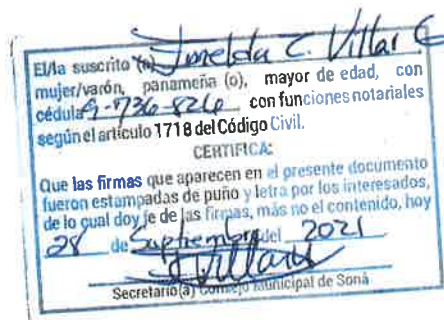 El/la suscrito (a) Imelda C. Villar C
mujer/varón, panameña (o), mayor de edad, con
cédula 9-736-826 con funciones notariales
según el artículo 1718 del Código Civil.
CERTIFICA:
Que las firmas que aparecen en el presente documento
fueron estampadas de puño y letra por los interesados,
de lo cual doy je de las firmas, más no el contenido, hoy
28 de Septiembre del 2021
Secretario(a) Consejo Municipal de Soná